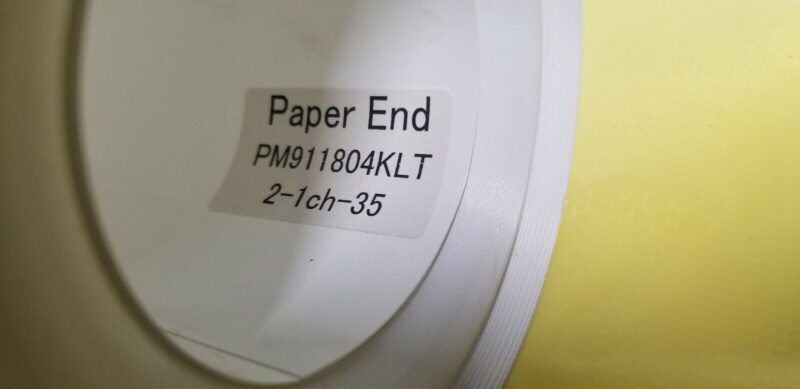 Paper End
PM911804KLT
2-1ch-35